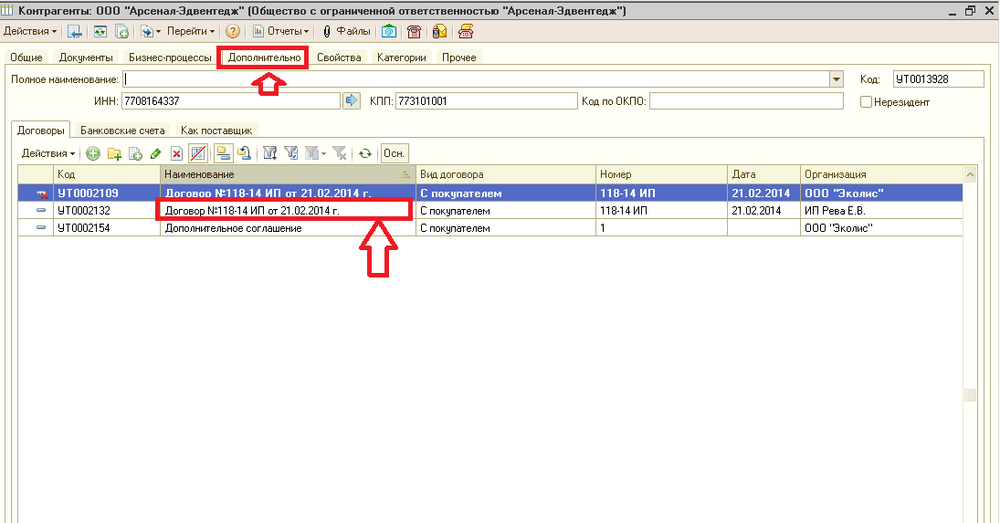 Контрагенты: ООО "Арсенал-Эдвентедж" (Общество с ограниченной ответственностью "Арсенал-Эдвентедж")
Действия Перейти ? Отчеты Файлы
Общие Документы Бизнес-процессы Дополнительно Свойства Категории Прочее
Полное наименование: Код: УТ0013928
ИНН: 7708164337 КПП: 773101001 Код по ОКПО: Нерезидент
Договоры Банковские счета Как поставщик
Действия Осн.
Код Наименование Вид договора Номер Дата Организация
УТ0002109 Договор №118-14 ИП от 21.02.2014 г. С покупателем 118-14 ИП 21.02.2014 ООО "Эколис"
УТ0002132 Договор №118-14 ИП от 21.02.2014 г. С покупателем 118-14 ИП 21.02.2014 ИП Рева Е.В.
УТ0002154 Дополнительное соглашение С покупателем 1 ООО "Эколис"